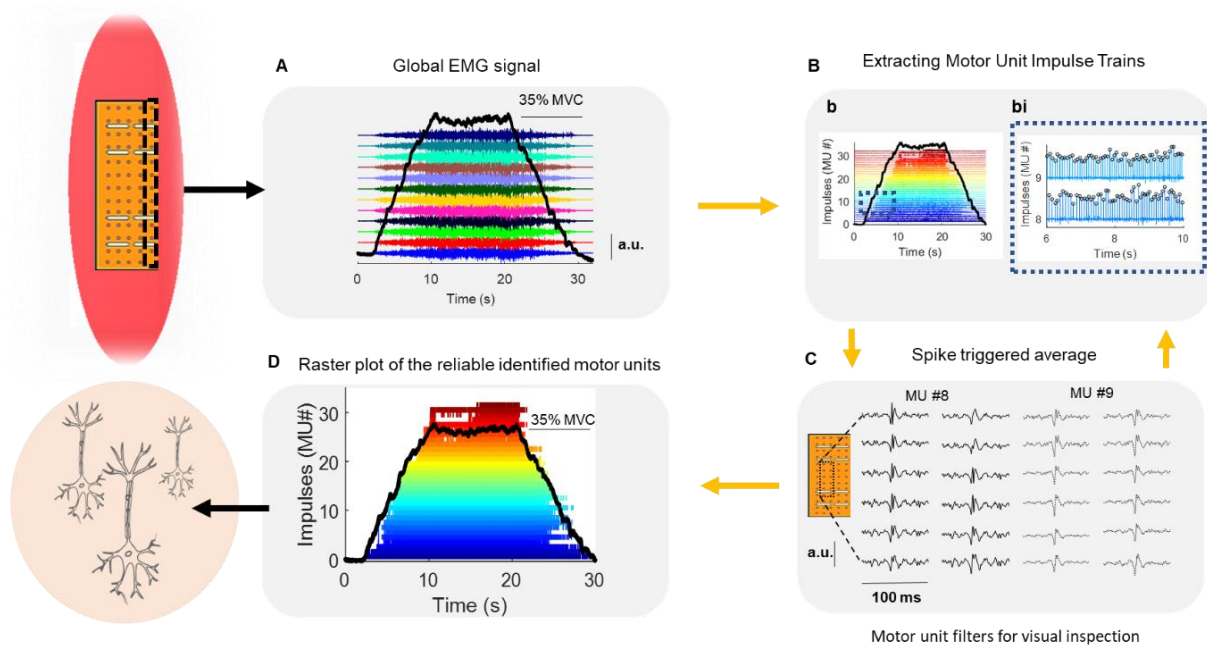 A
Global EMG signal
35% MVC
a.u.
0 10 20 30
Time (s)
B
Extracting Motor Unit Impulse Trains
b
Impulses (MU #)
30
20
10
0
0 10 20 30
Time (s)
bi
Impulses (MU #)
9
8
6 8 10
Time (s)
C
Spike triggered average
MU #8
MU #9
a.u.
100 ms
Motor unit filters for visual inspection
D
Raster plot of the reliable identified motor units
Impulses (MU#)
30
20
10
0
35% MVC
0 10 20 30
Time (s)